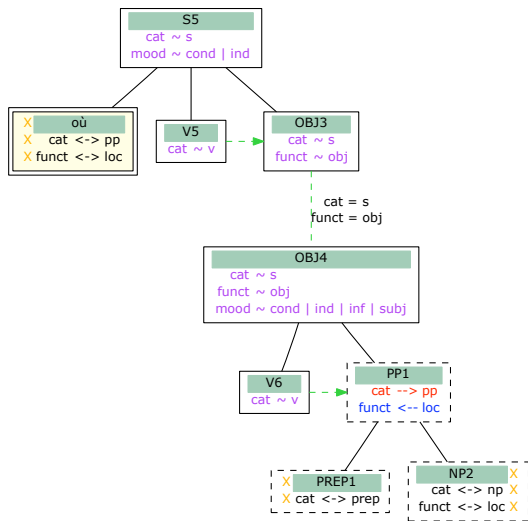 S5
cat ~ s
mood ~ cond | ind
X où
X cat <-> pp
X funct <-> loc
V5
cat ~ v
OBJ3
cat ~ s
funct ~ obj
cat = s
funct = obj
OBJ4
cat ~ s
funct ~ obj
mood ~ cond | ind | inf | subj
V6
cat ~ v
PP1
cat --> pp
funct <-- loc
X PREP1
X cat <-> prep
NP2 X
cat <-> np X
funct <-> loc X